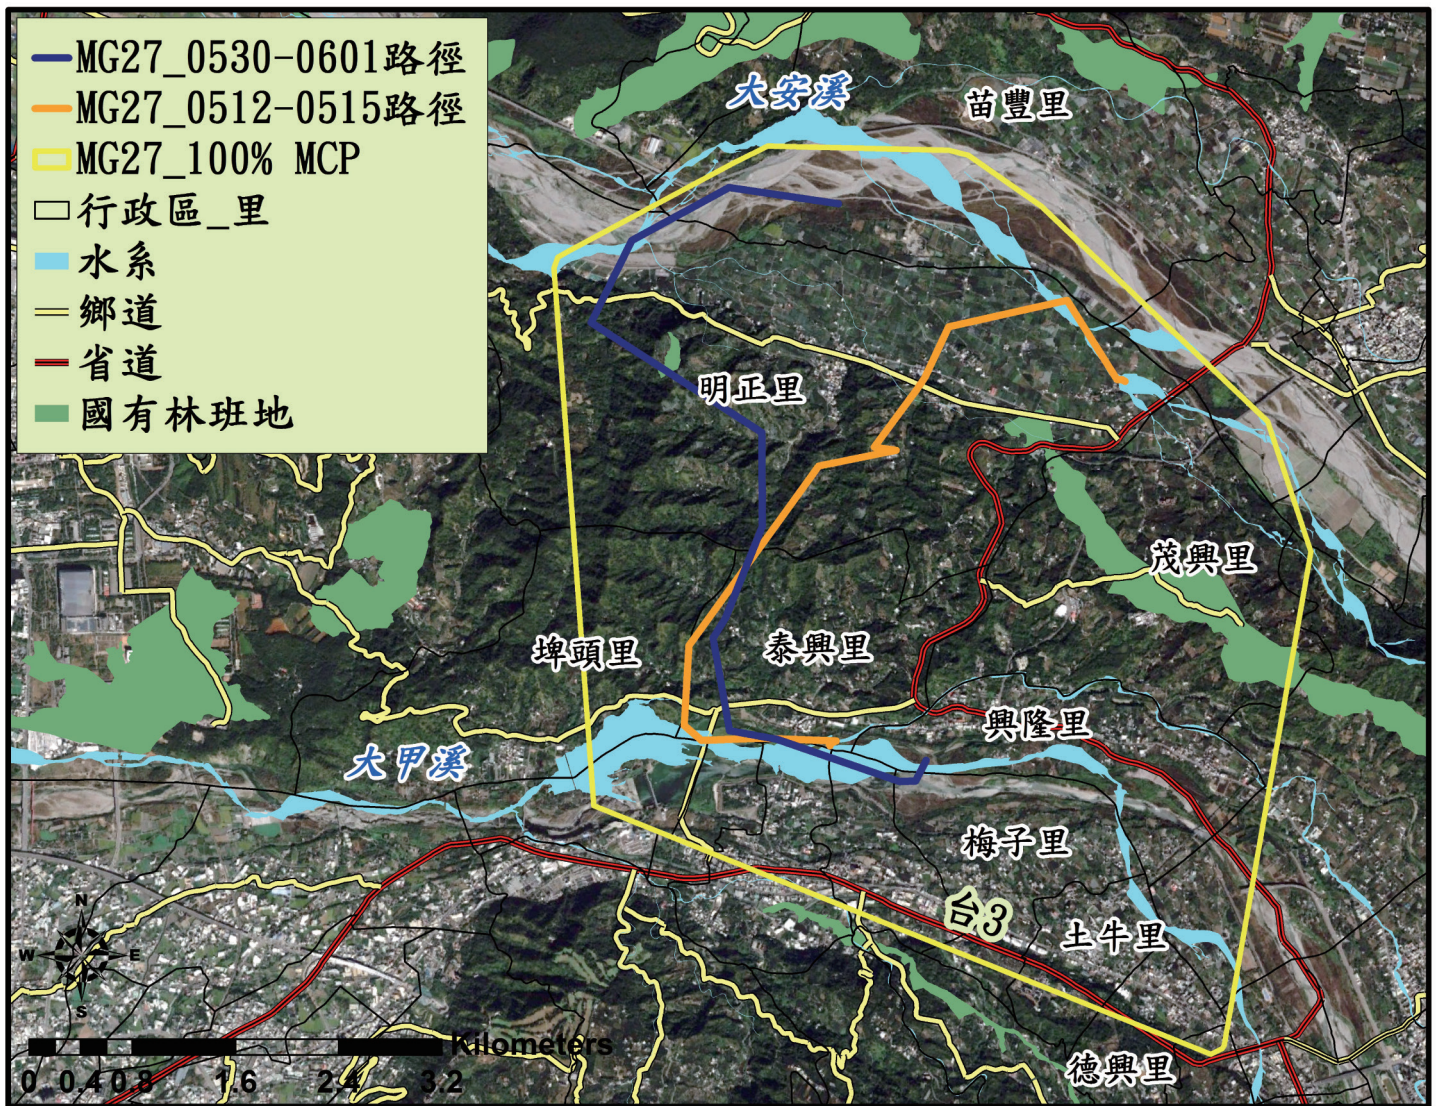 MG27_0530-0601路徑
MG27_0512-0515路徑
MG27_100% MCP
行政區_里
水系
鄉道
省道
國有林班地
大安溪
苗豐里
明正里
茂興里
埤頭里
泰興里
興隆里
大甲溪
梅子里
台3
土牛里
德興里
N
W E
S
Kilometers
0 0.4 0.8 1.6 2.4 3.2